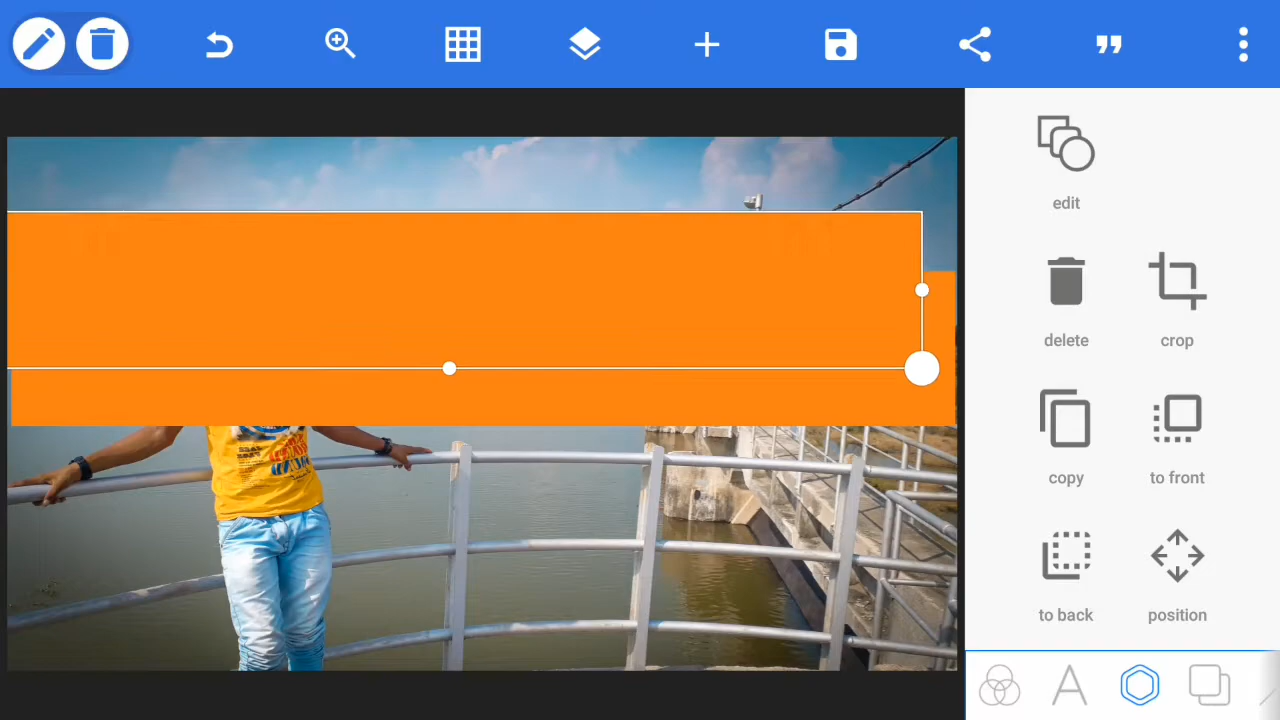 edit
delete
crop
copy
to front
to back
position